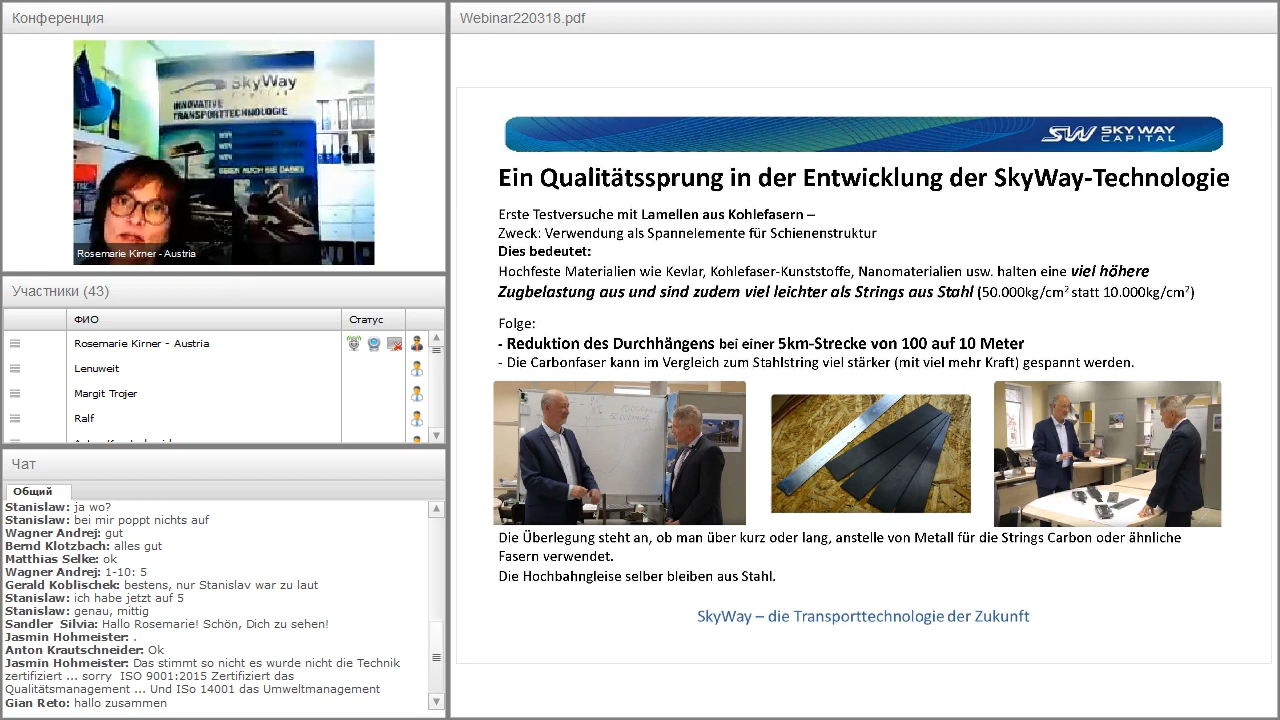 Конференция
SkyWay
CAPITAL
INNOVATIVE
TRANSPORTTECHNOLOGIE
Rosemarie Kirner - Austria
Участники (43)
ФИО
Статус
Rosemarie Kirner - Austria
Lenuweit
Margit Trojer
Ralf
Чат
Общий
Stanislaw: ja wo?
Stanislaw: bei mir poppt nichts auf
Wagner Andrej: gut
Bernd Klotzbach: alles gut
Matthias Selke: ok
Wagner Andrej: 1-10: 5
Gerald Koblischek: bestens, nur Stanislav war zu laut
Stanislaw: ich habe jetzt auf 5
Stanislaw: genau, mittig
Sandler Silvia: Hallo Rosemarie! Schön, Dich zu sehen!
Jasmin Hohmeister: .
Anton Krautschneider: Ok
Jasmin Hohmeister: Das stimmt so nicht es wurde nicht die Technik
zertifiziert ... sorry ISO 9001:2015 Zertifiziert das
Qualitätsmanagement ... Und ISo 14001 das Umweltmanagement
Gian Reto: hallo zusammen
Webinar220318.pdf
SW SKY WAY
CAPITAL
Ein Qualitätssprung in der Entwicklung der SkyWay-Technologie
Erste Testversuche mit Lamellen aus Kohlefasern –
Zweck: Verwendung als Spannelemente für Schienenstruktur
Dies bedeutet:
Hochfeste Materialien wie Kevlar, Kohlefaser-Kunststoffe, Nanomaterialien usw. halten eine viel höhere
Zugbelastung aus und sind zudem viel leichter als Strings aus Stahl (50.000kg/cm² statt 10.000kg/cm²)
Folge:
- Reduktion des Durchhängens bei einer 5km-Strecke von 100 auf 10 Meter
- Die Carbonfaser kann im Vergleich zum Stahlstring viel stärker (mit viel mehr Kraft) gespannt werden.
Die Überlegung steht an, ob man über kurz oder lang, anstelle von Metall für die Strings Carbon oder ähnliche
Fasern verwendet.
Die Hochbahngleise selber bleiben aus Stahl.
SkyWay – die Transporttechnologie der Zukunft